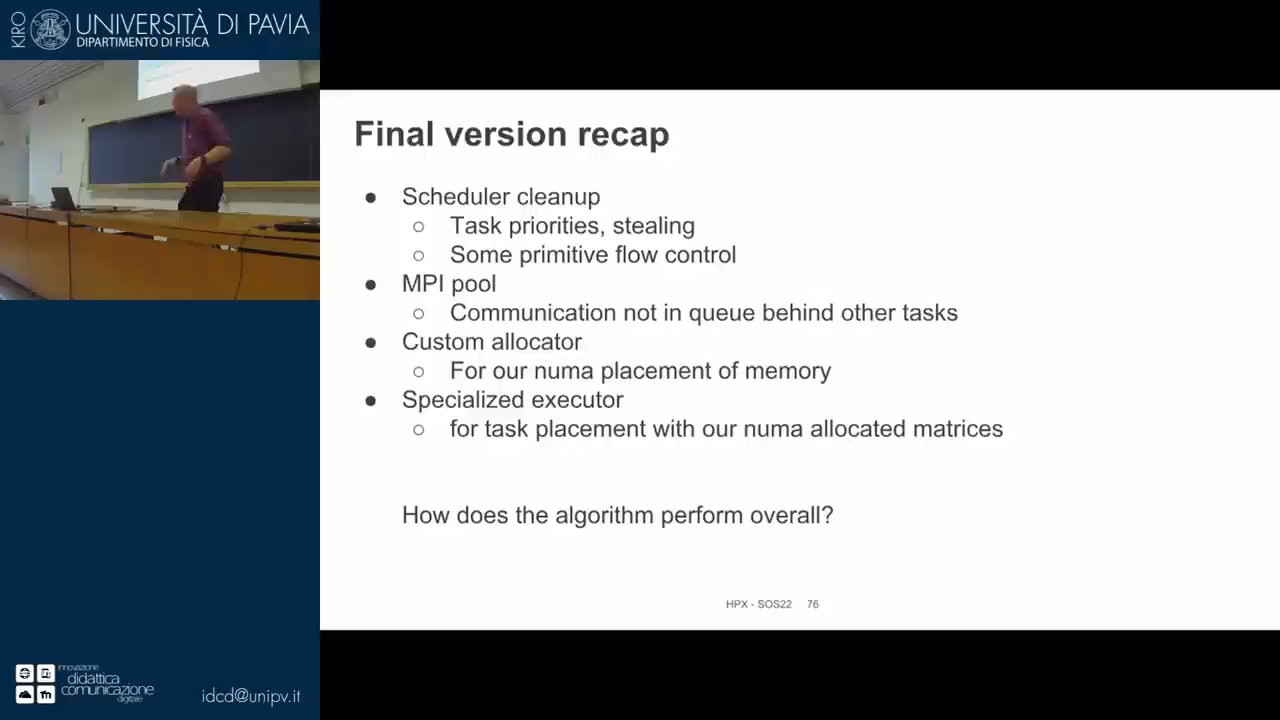 KIRO
UNIVERSITÀ DI PAVIA
DIPARTIMENTO DI FISICA
Final version recap
● Scheduler cleanup
○ Task priorities, stealing
○ Some primitive flow control
● MPI pool
○ Communication not in queue behind other tasks
● Custom allocator
○ For our numa placement of memory
● Specialized executor
○ for task placement with our numa allocated matrices
How does the algorithm perform overall?
HPX - SOS22 76
innovazione
didattica
comunicazione
digitale
idcd@unipv.it